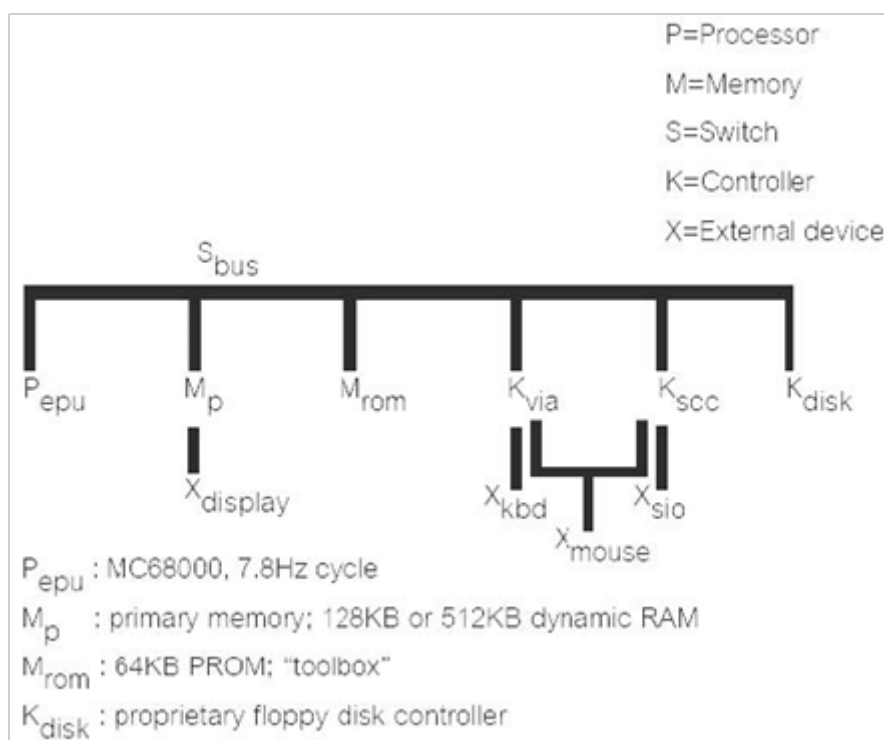 P=Processor
M=Memory
S=Switch
K=Controller
X=External device
Sbus
Pepu Mp Mrom Kvia Kscc Kdisk
Xdisplay Xkbd Xsio
Xmouse
Pepu : MC68000, 7.8Hz cycle
Mp : primary memory; 128KB or 512KB dynamic RAM
Mrom : 64KB PROM; “toolbox”
Kdisk : proprietary floppy disk controller